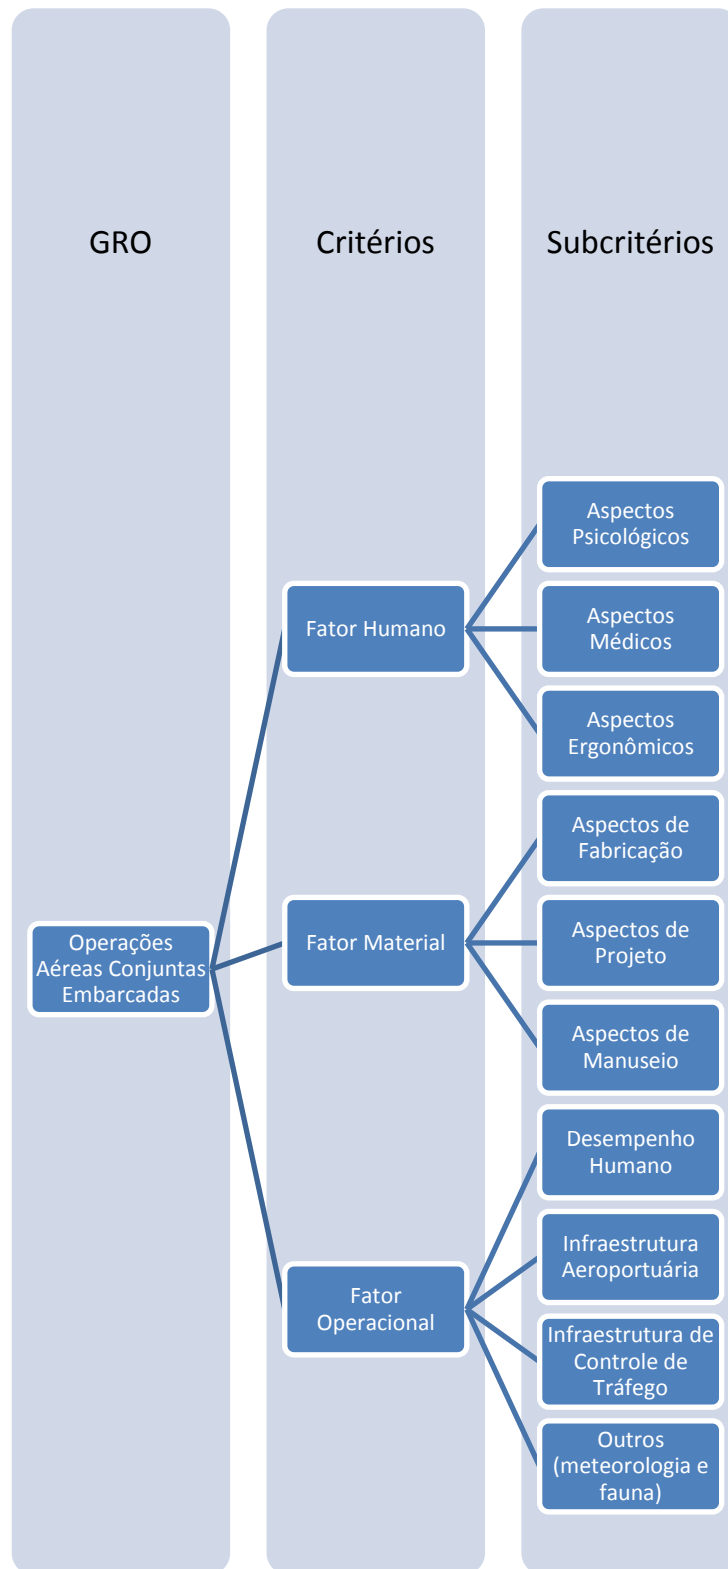 GRO
Critérios
Subcritérios
Operações
Aéreas Conjuntas
Embarcadas
Fator Humano
Aspectos
Psicológicos
Aspectos
Médicos
Aspectos
Ergonômicos
Fator Material
Aspectos de
Fabricação
Aspectos de
Projeto
Aspectos de
Manuseio
Fator
Operacional
Desempenho
Humano
Infraestrutura
Aeroportuária
Infraestrutura de
Controle de
Tráfego
Outros
(meteorologia e
fauna)